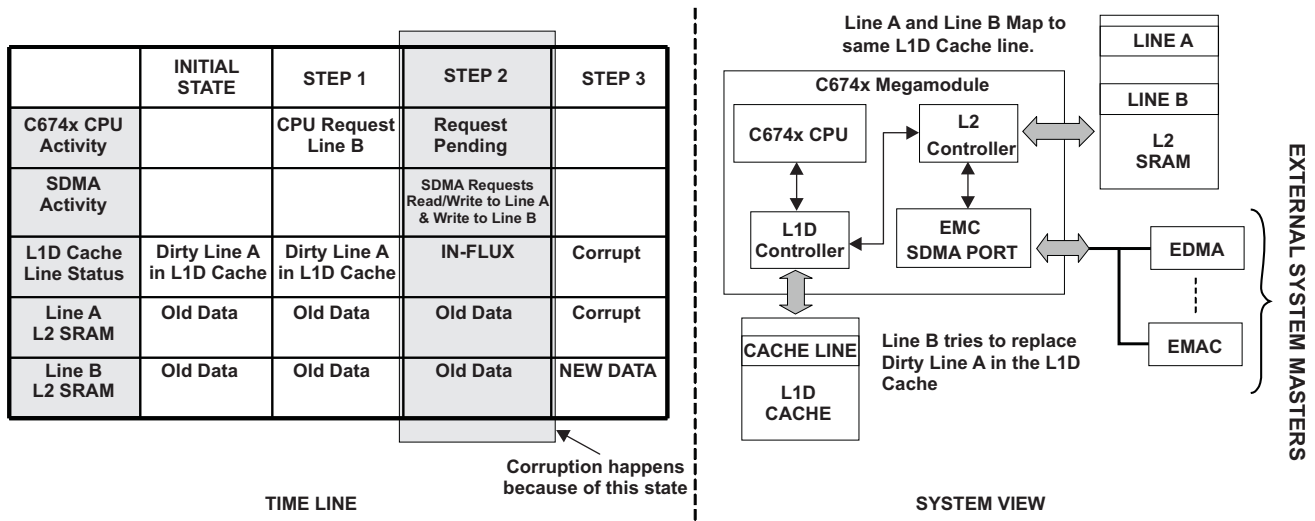 INITIAL
STATE
STEP 1
STEP 2
STEP 3
C674x CPU
Activity
CPU Request
Line B
Request
Pending
SDMA
Activity
SDMA Requests
Read/Write to Line A
& Write to Line B
L1D Cache
Line Status
Dirty Line A
in L1D Cache
Dirty Line A
in L1D Cache
IN-FLUX
Corrupt
Line A
L2 SRAM
Old Data
Old Data
Old Data
Corrupt
Line B
L2 SRAM
Old Data
Old Data
Old Data
NEW DATA
Corruption happens
because of this state
TIME LINE
Line A and Line B Map to
same L1D Cache line.
C674x Megamodule
C674x CPU
L2
Controller
L1D
Controller
EMC
SDMA PORT
LINE A
LINE B
L2
SRAM
EDMA
EMAC
EXTERNAL SYSTEM MASTERS
CACHE LINE
L1D
CACHE
Line B tries to replace
Dirty Line A in the L1D
Cache
SYSTEM VIEW